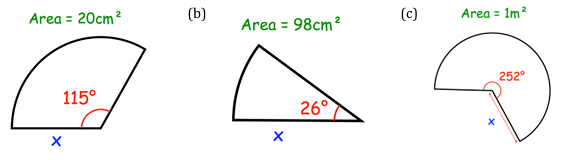 Area = 20cm²
115°
x
(b)
Area = 98cm²
26°
x
(c)
Area = 1m²
252°
x